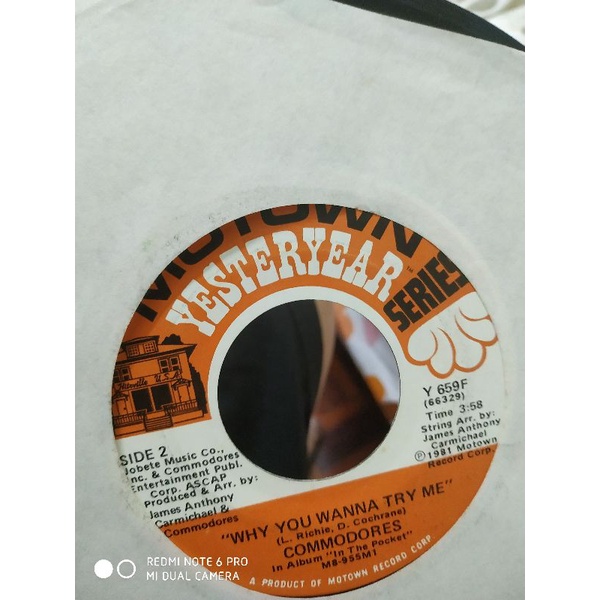 MOTOWN
YESTERYEAR
SERIES
Hitsville U.S.A.
Y 659F
(66329)
Time 3:58
String Arr. by:
James Anthony
Carmichael
℗ 1981 Motown
Record Corp.
SIDE 2
Jobete Music Co.,
Inc. & Commodores
Entertainment Publ.
Corp. ASCAP
Produced & Arr. by:
James Anthony
Carmichael &
Commodores
"WHY YOU WANNA TRY ME"
(L. Richie, D. Cochrane)
COMMODORES
In Album "In The Pocket"
M8-955M1
A PRODUCT OF MOTOWN RECORD CORP
REDMI NOTE 6 PRO
MI DUAL CAMERA